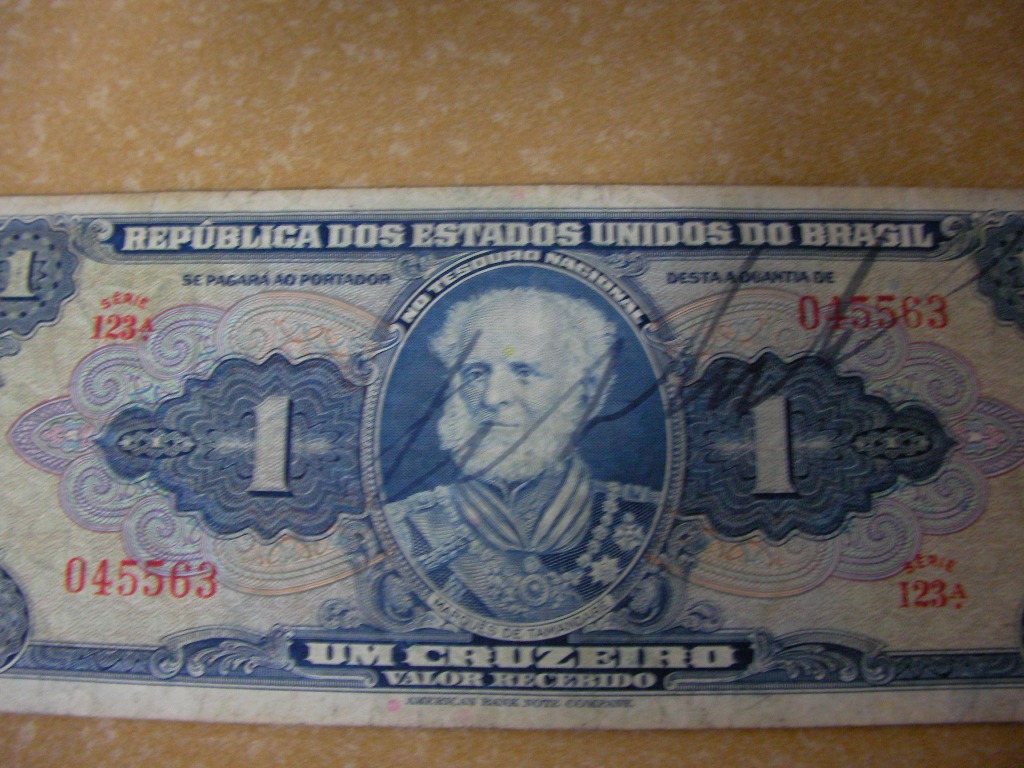 REPÚBLICA DOS ESTADOS UNIDOS DO BRASIL
1
SE PAGARÁ AO PORTADOR
NO TESOURO NACIONAL
DESTA A QUANTIA DE
SÉRIE
123A
045563
1
1
045563
SÉRIE
123A
MARQUES DE TAMANDARÉ
UM CRUZEIRO
VALOR RECEBIDO
AMERICAN BANK NOTE COMPANY.